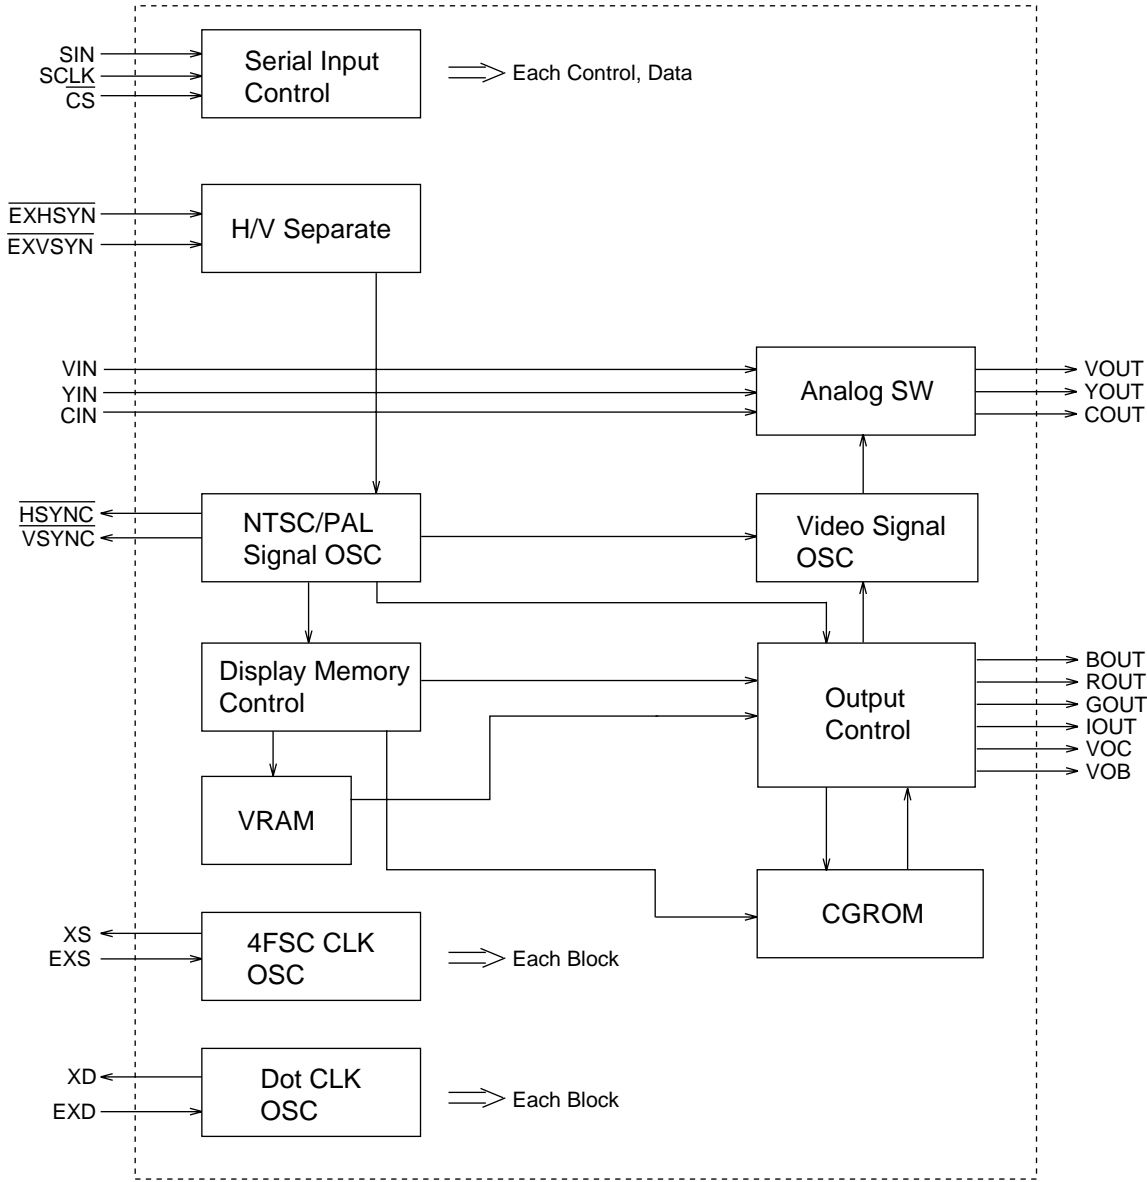 SIN
SCLK
CS
Serial Input
Control
Each Control, Data
EXHSYN
EXVSYN
H/V Separate
VIN
YIN
CIN
Analog SW
VOUT
YOUT
COUT
HSYNC
VSYNC
NTSC/PAL
Signal OSC
Video Signal
OSC
Display Memory
Control
Output
Control
BOUT
ROUT
GOUT
IOUT
VOC
VOB
VRAM
CGROM
XS
EXS
4FSC CLK
OSC
Each Block
XD
EXD
Dot CLK
OSC
Each Block